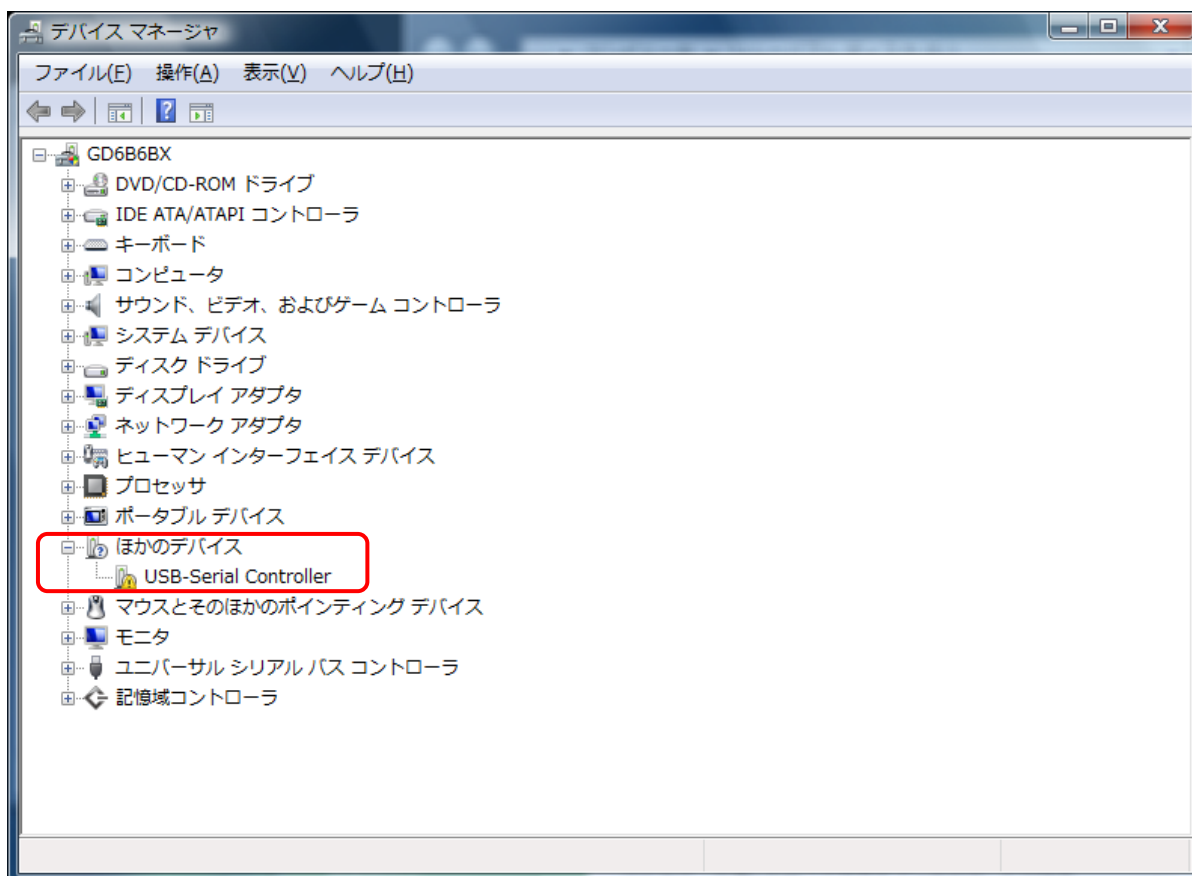 デバイス マネージャ
ファイル(F) 操作(A) 表示(V) ヘルプ(H)
GD6B6BX
DVD/CD-ROM ドライブ
IDE ATA/ATAPI コントローラ
キーボード
コンピュータ
サウンド、ビデオ、およびゲーム コントローラ
システム デバイス
ディスク ドライブ
ディスプレイ アダプタ
ネットワーク アダプタ
ヒューマン インターフェイス デバイス
プロセッサ
ポータブル デバイス
ほかのデバイス
USB-Serial Controller
マウスとそのほかのポインティング デバイス
モニタ
ユニバーサル シリアル バス コントローラ
記憶域コントローラ